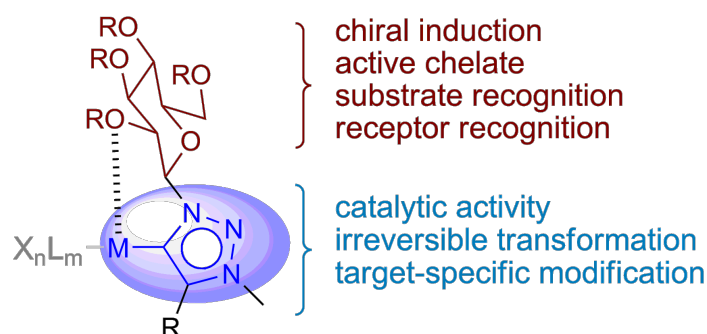 RO
RO
RO
RO
O
N
N
N
M
XnLm
R
chiral induction
active chelate
substrate recognition
receptor recognition
catalytic activity
irreversible transformation
target-specific modification